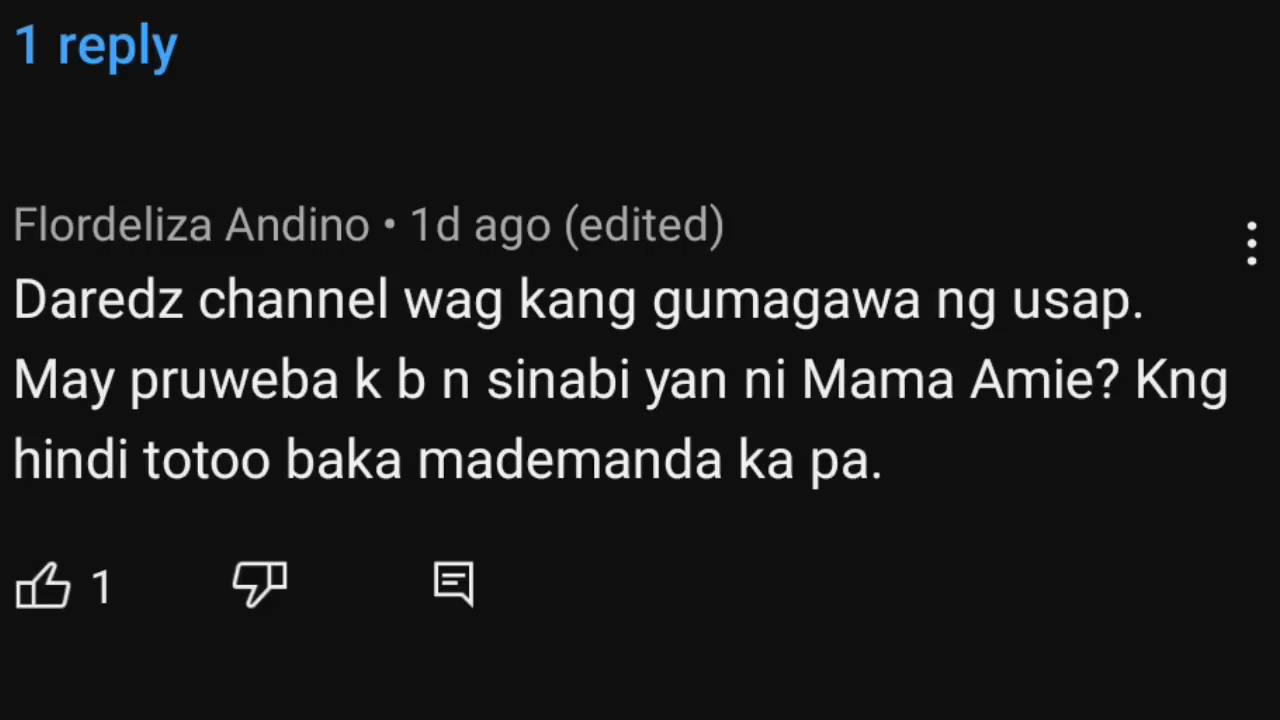 1 reply
Flordeliza Andino • 1d ago (edited)
Daredz channel wag kang gumagawa ng usap.
May pruweba k b n sinabi yan ni Mama Amie? Kng
hindi totoo baka mademanda ka pa.
1